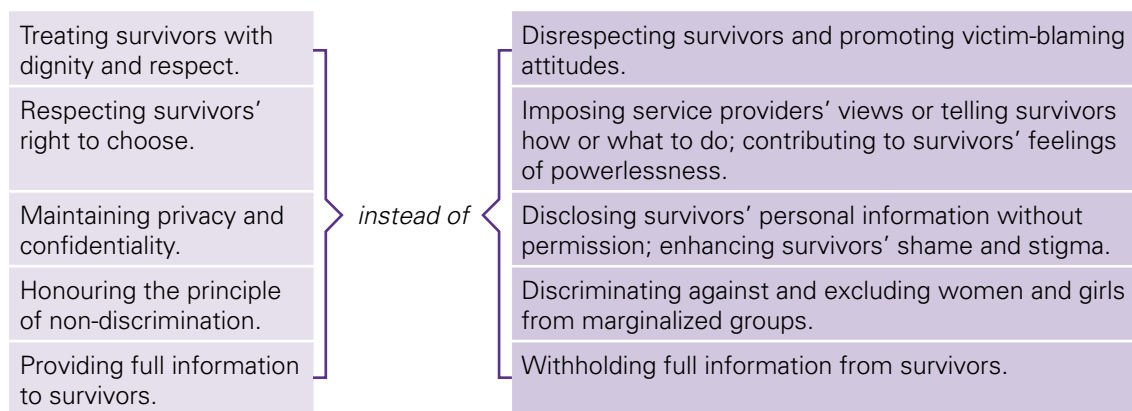 Treating survivors with
dignity and respect.
Respecting survivors’
right to choose.
Maintaining privacy and
confidentiality.
Honouring the principle
of non-discrimination.
Providing full information
to survivors.
instead of
Disrespecting survivors and promoting victim-blaming
attitudes.
Imposing service providers’ views or telling survivors
how or what to do; contributing to survivors’ feelings
of powerlessness.
Disclosing survivors’ personal information without
permission; enhancing survivors’ shame and stigma.
Discriminating against and excluding women and girls
from marginalized groups.
Withholding full information from survivors.